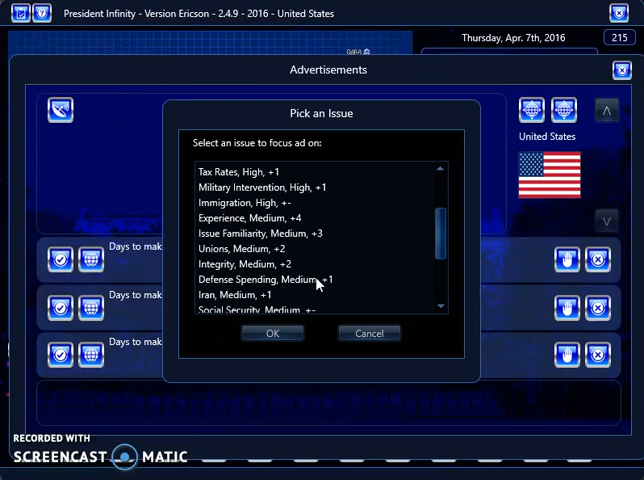 President Infinity - Version Ericson - 2.4.9 - 2016 - United States
Thursday, Apr. 7th, 2016
215
Advertisements
Pick an Issue
United States
Select an issue to focus ad on:
Tax Rates, High, +1
Military Intervention, High, +1
Immigration, High, +-
Experience, Medium, +4
Issue Familiarity, Medium, +3
Unions, Medium, +2
Integrity, Medium, +2
Defense Spending, Medium, +1
Iran, Medium, +1
Social Security, Medium, +-
Days to mak
Days to mak
Days to mak
OK
Cancel
RECORDED WITH
SCREENCAST MATIC